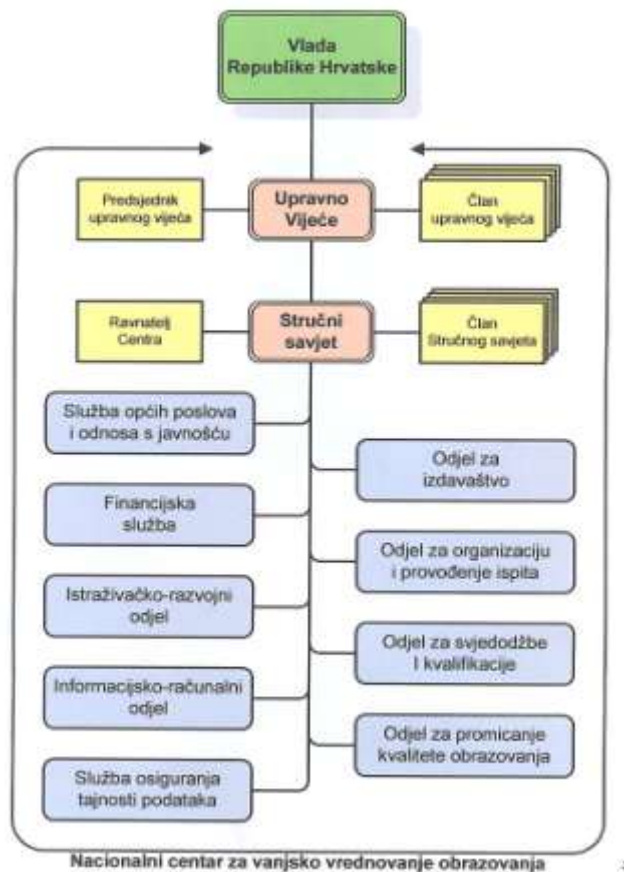 Vlada
Republike Hrvatske
Predsjednik
upravnog vijeća
Upravno
Vijeće
Član
upravnog vijeća
Ravnatelj
Centra
Stručni
savjet
Član
Stručnog savjeta
Služba općih poslova
i odnosa s javnošću
Odjel za
izdavaštvo
Financijska
služba
Odjel za organizaciju
i provođenje ispita
Istraživačko-razvojni
odjel
Odjel za svjedodžbe
I kvalifikacije
Informacijsko-računalni
odjel
Odjel za promicanje
kvalitete obrazovanja
Služba osiguranja
tajnosti podataka
Nacionalni centar za vanjsko vrednovanje obrazovanja